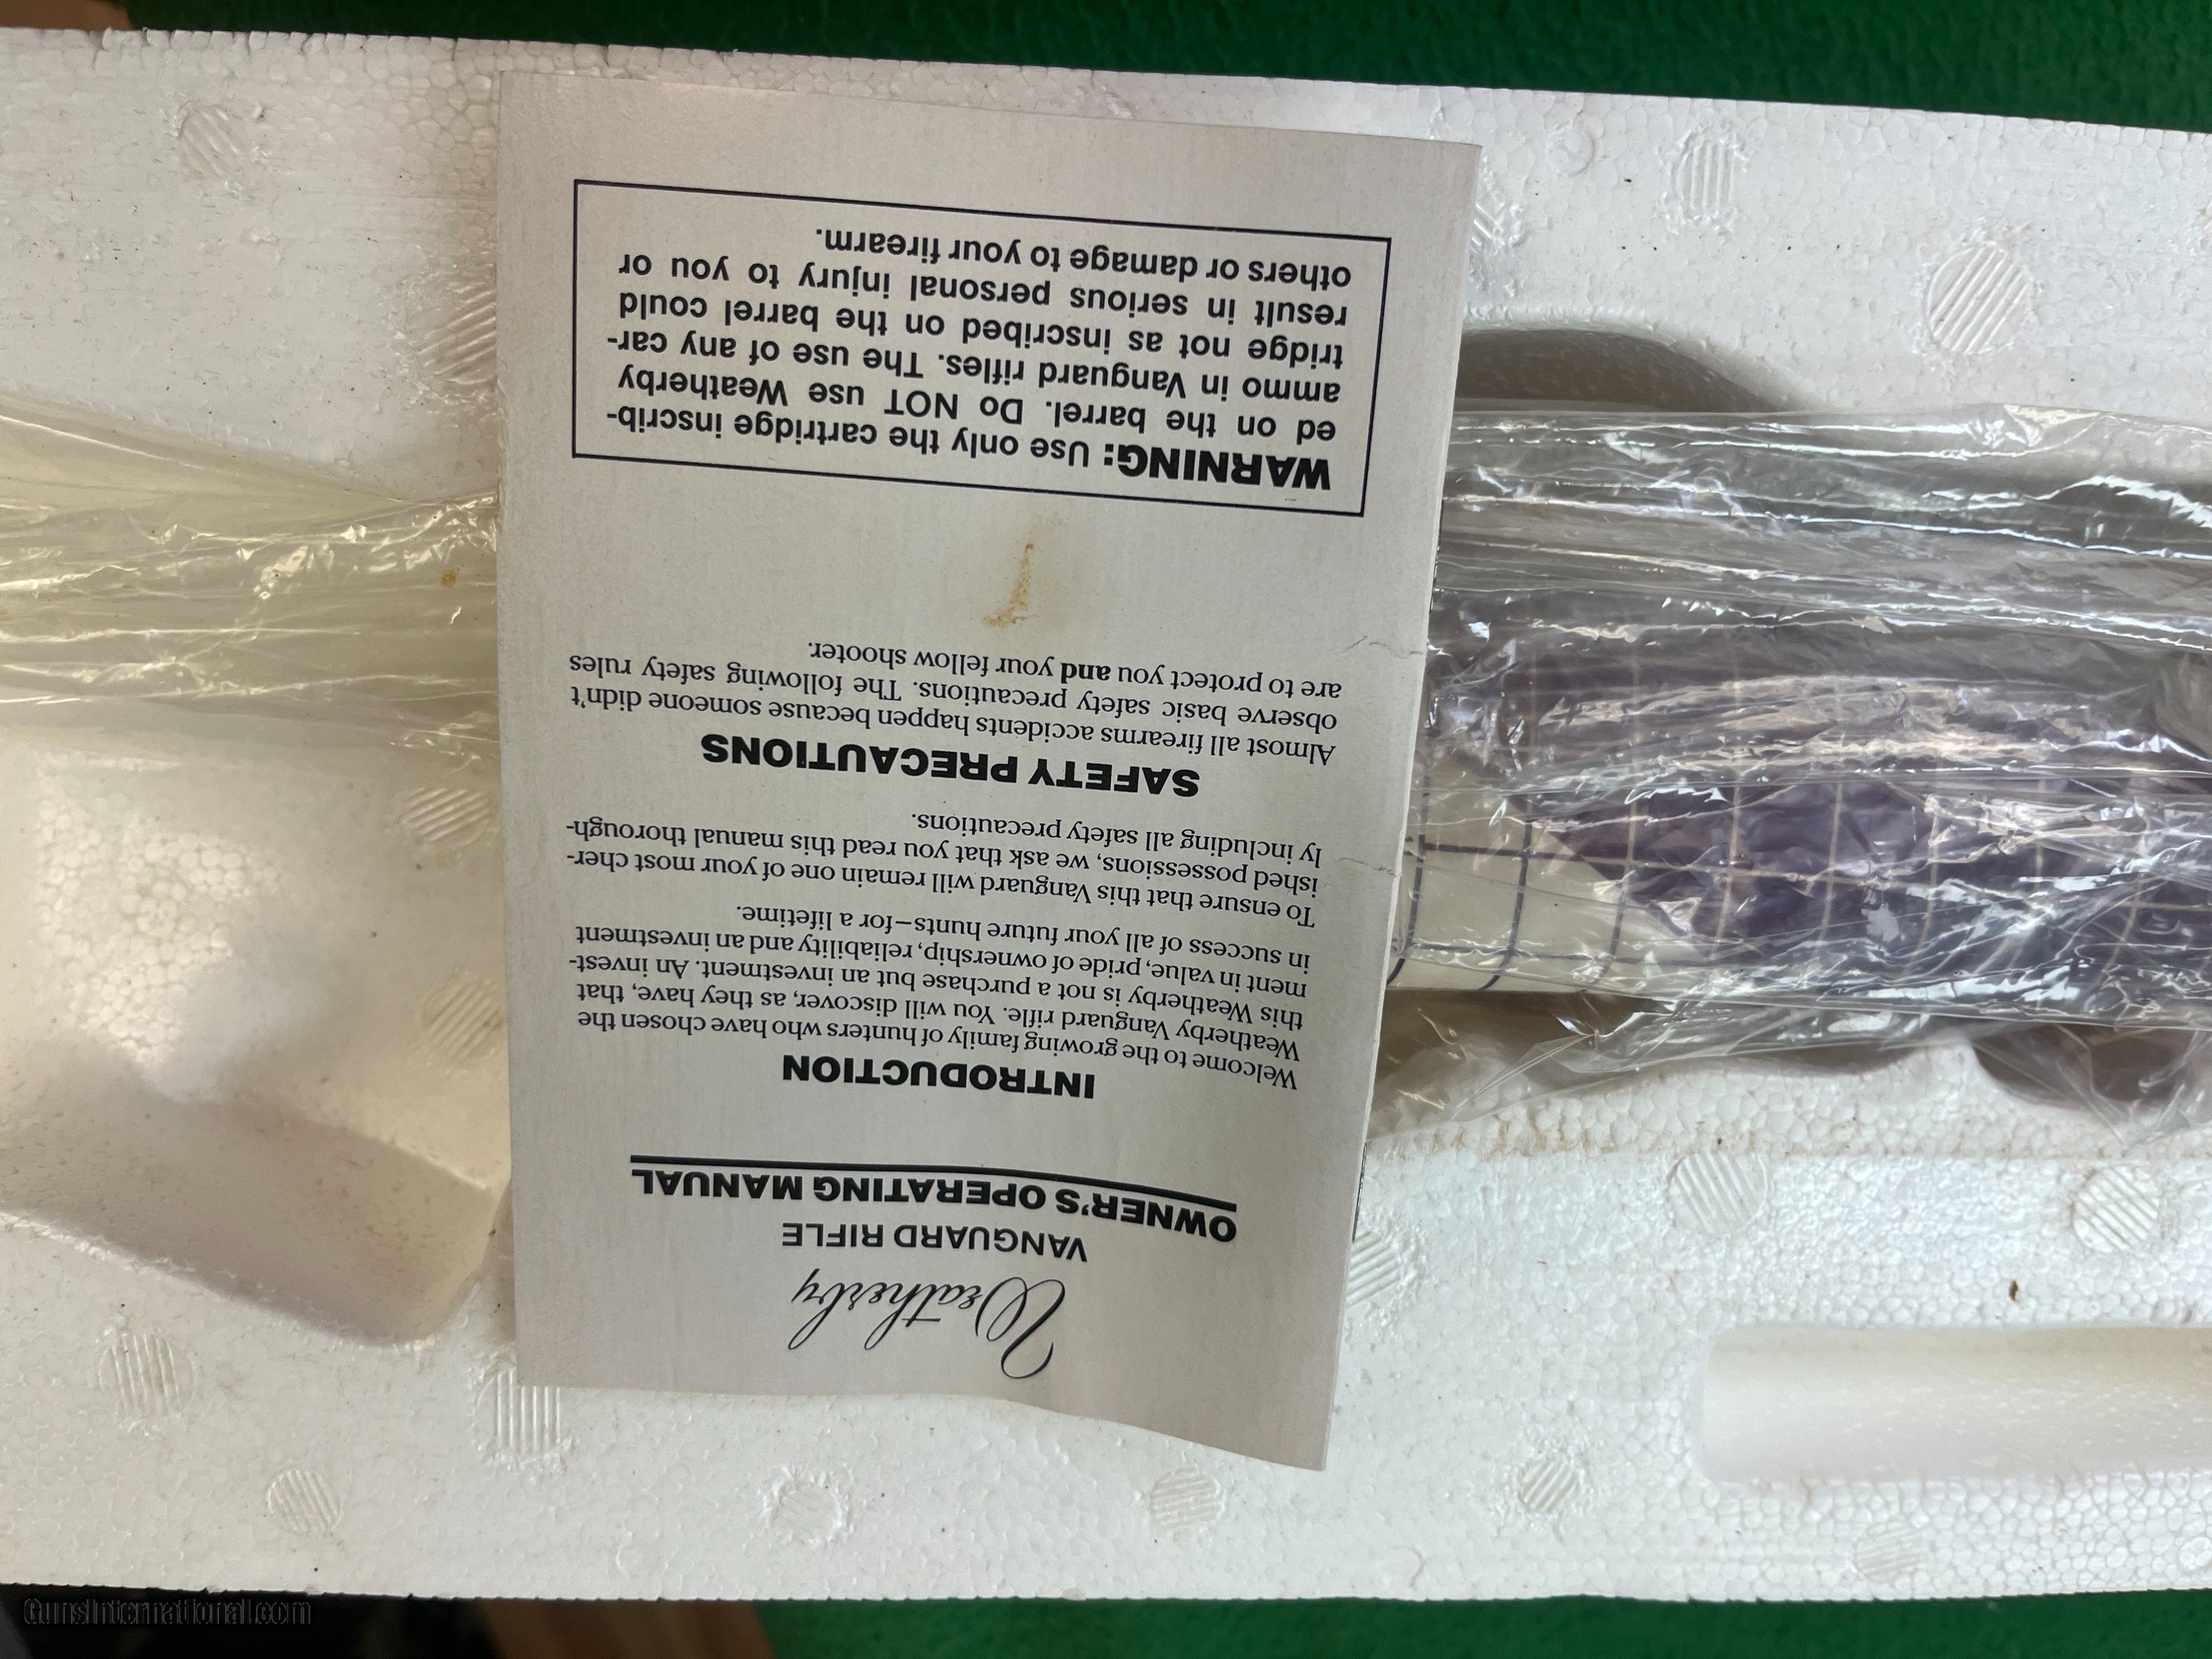 Weatherby
VANGUARD RIFLE
OWNER'S OPERATING MANUAL
INTRODUCTION
Welcome to the growing family of hunters who have chosen the
Weatherby Vanguard rifle. You will discover, as they have, that
this Weatherby is not a purchase but an investment. An invest-
ment in value, pride of ownership, reliability and an investment
in success of all your future hunts–for a lifetime.
To ensure that this Vanguard will remain one of your most cher-
ished possessions, we ask that you read this manual thorough-
ly including all safety precautions.
SAFETY PRECAUTIONS
Almost all firearms accidents happen because someone didn't
observe basic safety precautions. The following safety rules
are to protect you and your fellow shooter.
WARNING: Use only the cartridge inscrib-
ed on the barrel. Do NOT use Weatherby
ammo in Vanguard rifles. The use of any car-
tridge not as inscribed on the barrel could
result in serious personal injury to you or
others or damage to your firearm.
GunsInternational.com